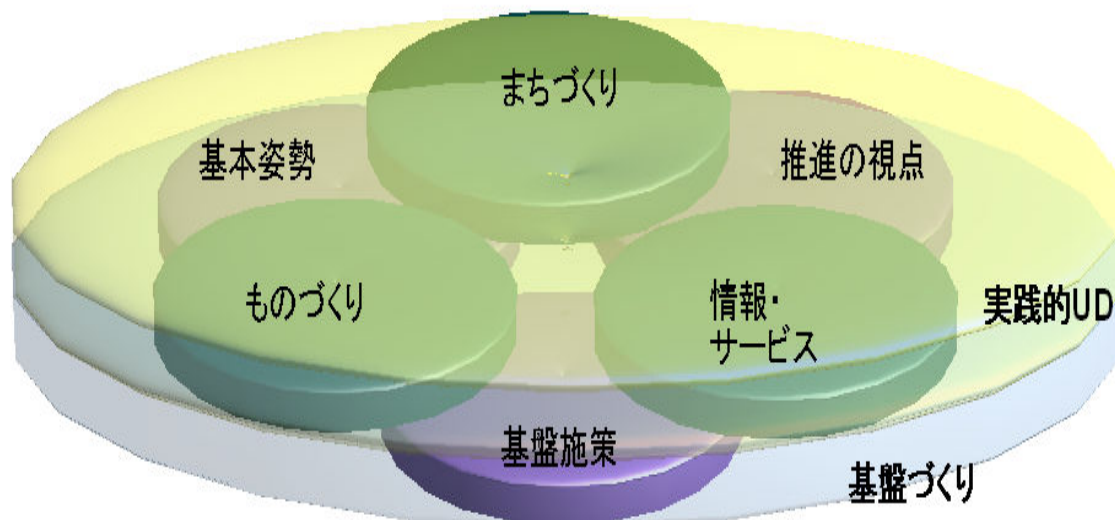 まちづくり
基本姿勢
推進の視点
ものづくり
情報・
サービス
実践的UD
基盤施策
基盤づくり